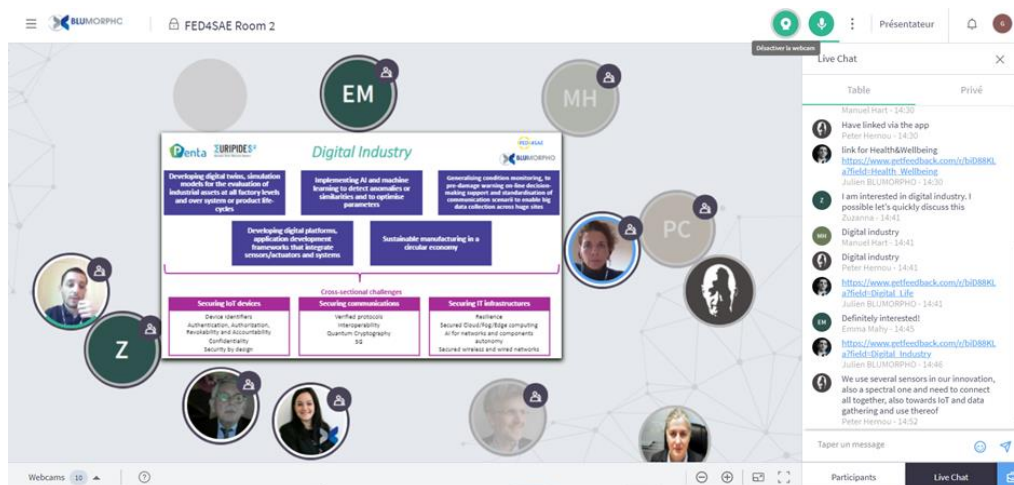 BLUMORPHO
FED4SAE Room 2
Présentateur
G
Désactiver la webcam
Live Chat
Table
Privé
Manuel Hart - 14:30
Have linked via the app
Peter Hernou - 14:30
link for Health&Wellbeing
https://www.getfeedback.com/r/biD88KL
a?field=Health_Wellbeing
Julien BLUMORPHO - 14:30
Z
I am interested in digital industry, I
possible let's quickly discuss this
Zuzanna - 14:41
MH
Digital industry
Manuel Hart - 14:41
Digital industry
Peter Hernou - 14:41
https://www.getfeedback.com/r/biD88KL
a?field=Digital_Life
Julien BLUMORPHO - 14:41
EM
Definitely interested!
Emma Mahy - 14:45
https://www.getfeedback.com/r/biD88KL
a?field=Digital_Industry
Julien BLUMORPHO - 14:46
We use several sensors in our innovation,
also a spectral one and need to connect
all together, also towards IoT and data
gathering and use thereof
Peter Hernou - 14:52
Taper un message
Participants
Live Chat
EM
MH
PC
Z
Penta
EURIPIDES²
Digital Industry
FED4SAE
BLUMORPHO
Developing digital twins, simulation
models for the evaluation of
industrial assets at all factory levels
and over system or product life-
cycles
Implementing AI and machine
learning to detect anomalies or
similarities and to optimise
parameters
Generalising condition monitoring, to
pre-damage warning on-line decision-
making support and standardisation of
communication scenarii to enable big
data collection across huge sites
Developing digital platforms,
application development
frameworks that integrate
sensors/actuators and systems
Sustainable manufacturing in a
circular economy
Cross-sectional challenges
Securing IoT devices
Device identifiers
Authentication, Authorization,
Revokability and Accountability
Confidentiality
Security by design
Securing communications
Verified protocols
Interoperability
Quantum Cryptography
5G
Securing IT infrastructures
Resilience
Secured Cloud/Fog/Edge computing
AI for networks and components
autonomy
Secured wireless and wired networks
Webcams 10